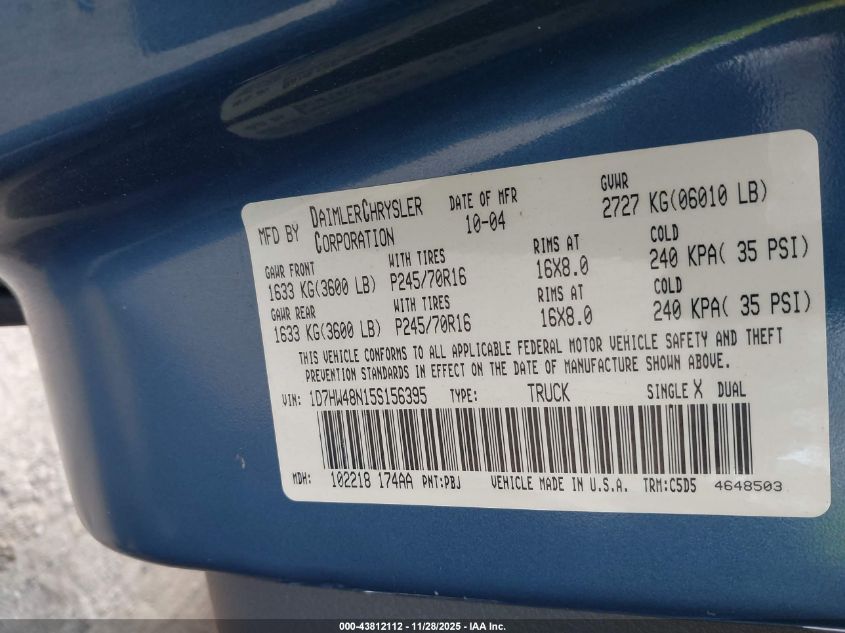 MFD BY DAIMLERCHRYSLER CORPORATION DATE OF MFR 10-04 GVWR 2727 KG(06010 LB)
GAWR FRONT WITH TIRES RIMS AT COLD
1633 KG(3600 LB) P245/70R16 16X8.0 240 KPA( 35 PSI)
GAWR REAR WITH TIRES RIMS AT COLD
1633 KG(3600 LB) P245/70R16 16X8.0 240 KPA( 35 PSI)
THIS VEHICLE CONFORMS TO ALL APPLICABLE FEDERAL MOTOR VEHICLE SAFETY AND THEFT
PREVENTION STANDARDS IN EFFECT ON THE DATE OF MANUFACTURE SHOWN ABOVE.
VIN: 1D7HW48N15S156395 TYPE: TRUCK SINGLE X DUAL
MDH: 102218 174AA PNT:PBJ VEHICLE MADE IN U.S.A. TRM:C5D5 4648503
000-43812112 - 11/28/2025 - IAA Inc.